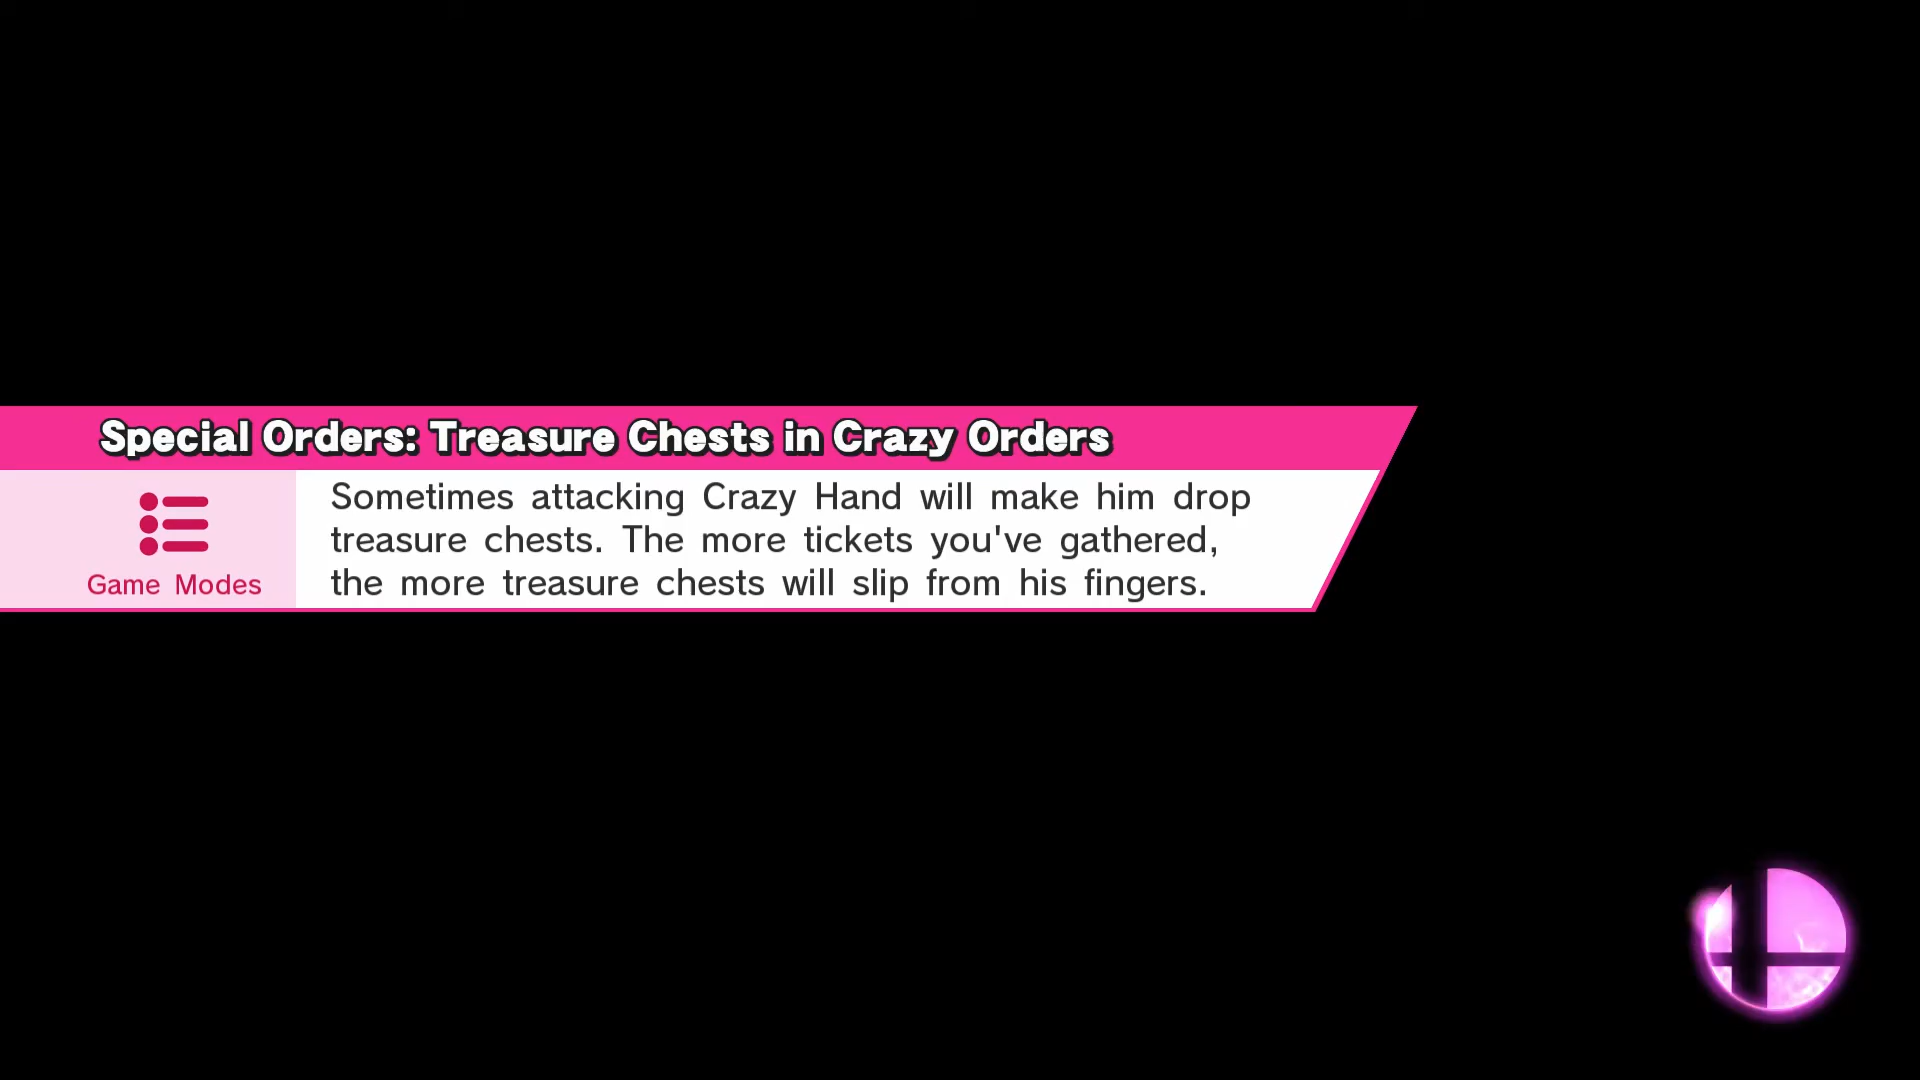 Special Orders: Treasure Chests in Crazy Orders
Game Modes
Sometimes attacking Crazy Hand will make him drop
treasure chests. The more tickets you've gathered,
the more treasure chests will slip from his fingers.